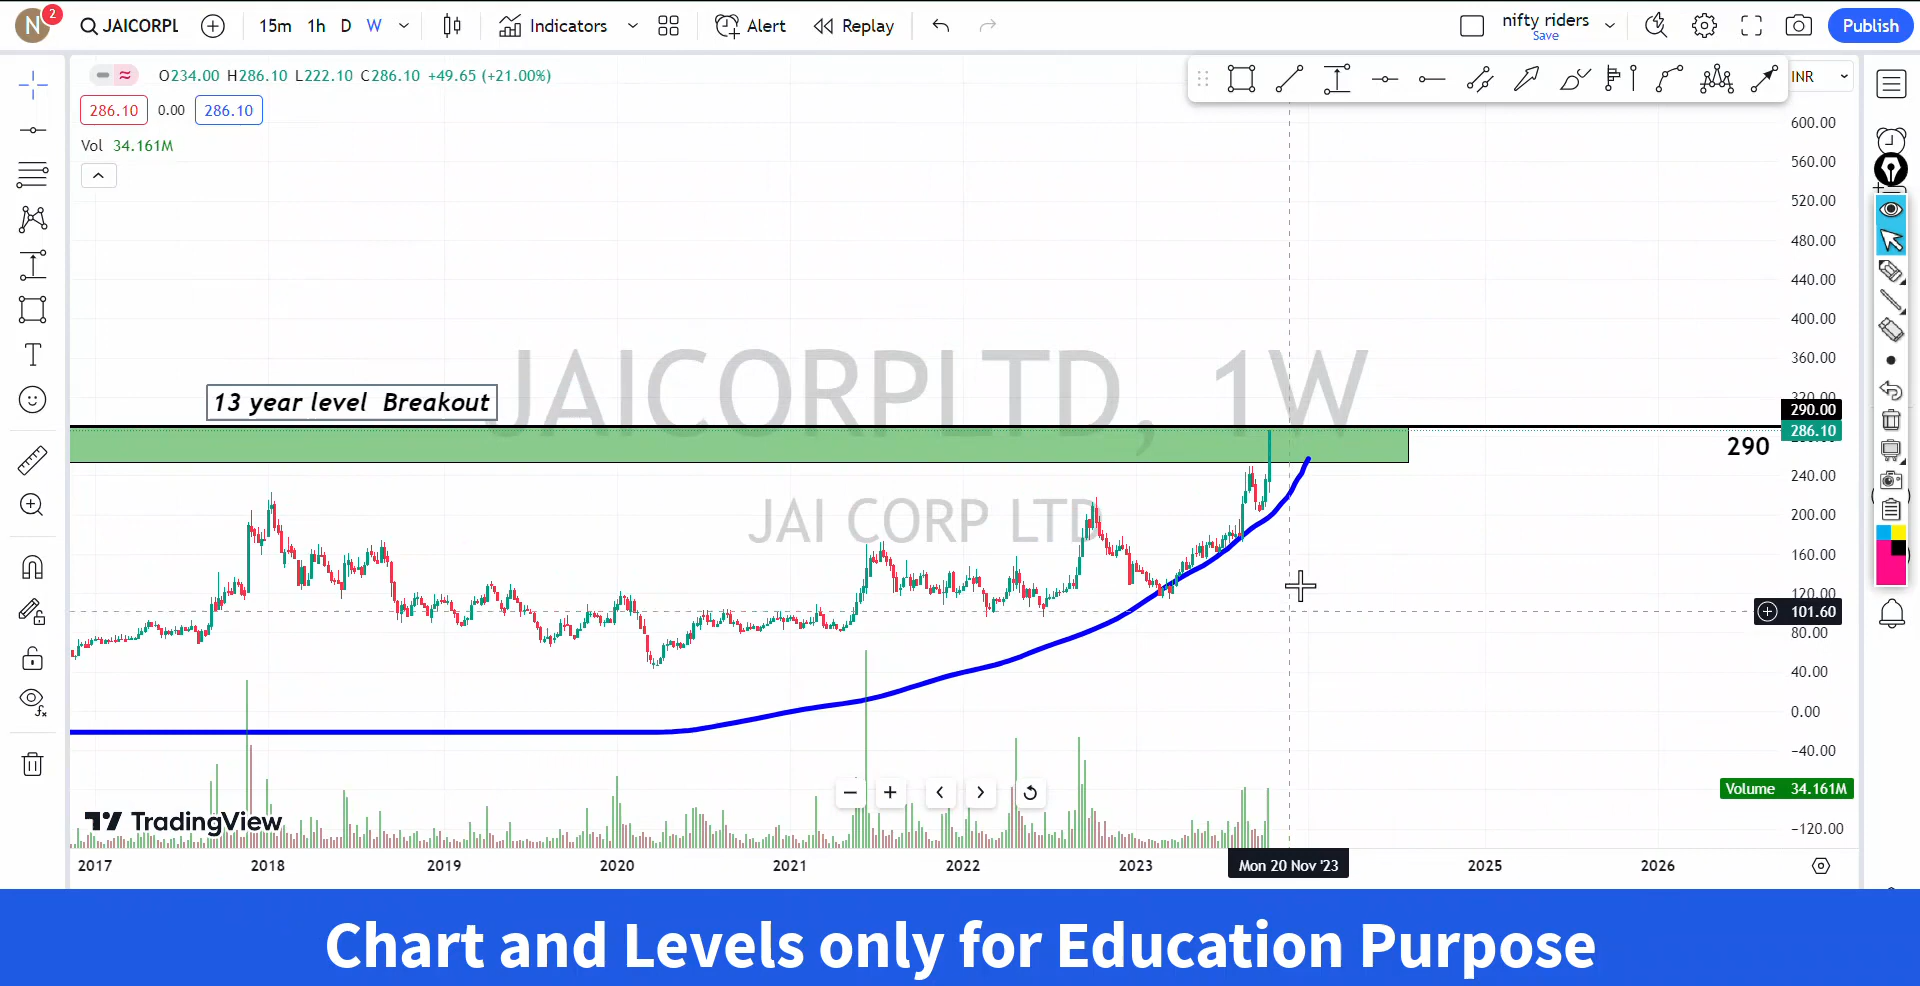 N 2 JAICORPL 15m 1h D W Indicators Alert Replay nifty riders Save Publish
O234.00 H286.10 L222.10 C286.10 +49.65 (+21.00%) INR
286.10 0.00 286.10
Vol 34.161M
600.00
560.00
520.00
480.00
440.00
400.00
360.00
320.00
JAICORPLTD, 1W
13 year level Breakout
290.00
286.10
290
240.00
JAI CORP LTD
200.00
160.00
120.00
101.60
80.00
40.00
0.00
−40.00
Volume 34.161M
TradingView
−120.00
2017 2018 2019 2020 2021 2022 2023 Mon 20 Nov '23 2025 2026
Chart and Levels only for Education Purpose